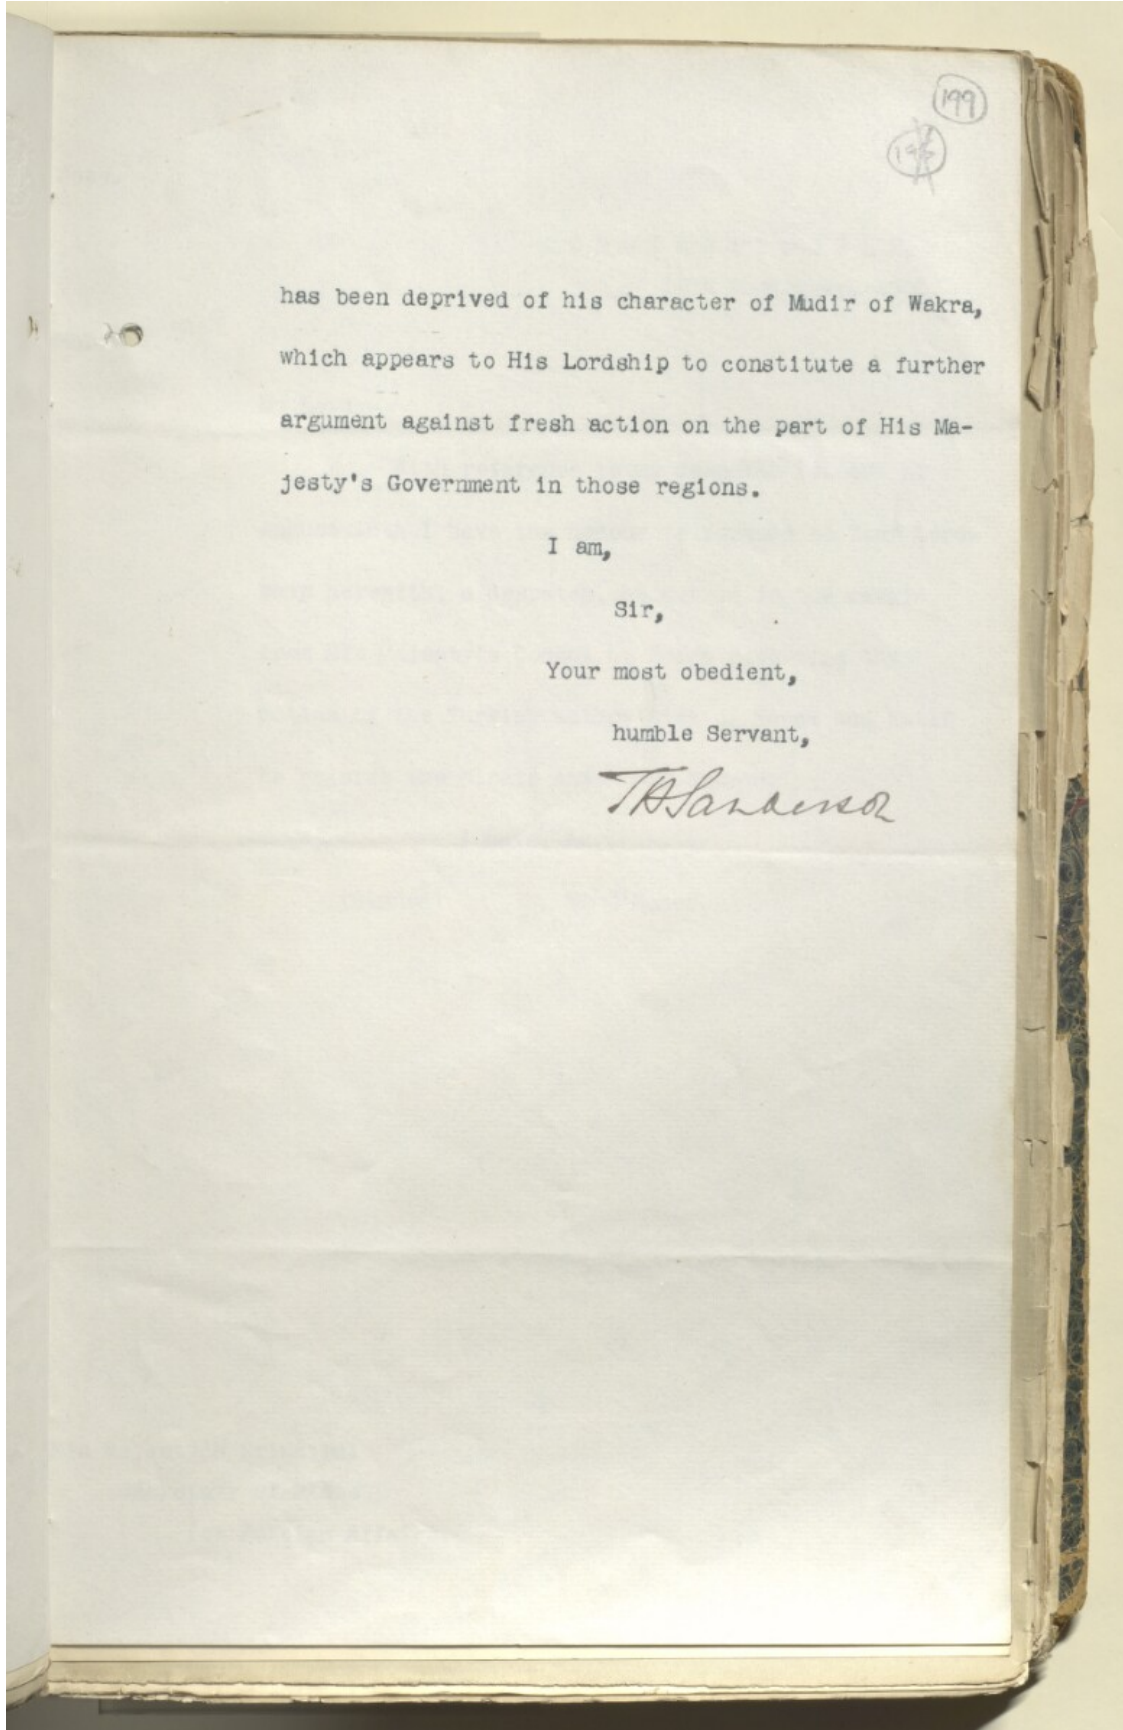 199
has been deprived of his character of Mudir of Wakra,
which appears to His Lordship to constitute a further
argument against fresh action on the part of His Ma-
jesty's Government in those regions.
I am,
Sir,
Your most obedient,
humble Servant,
THSanderson